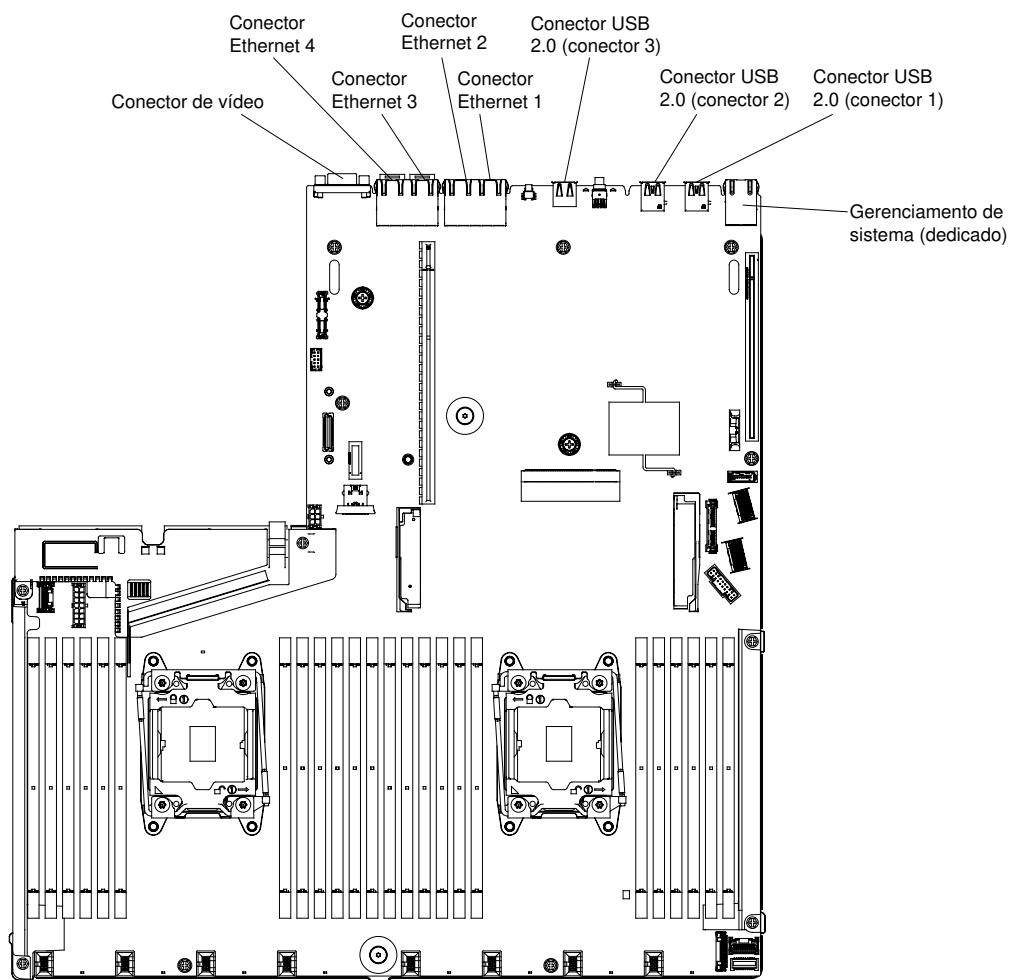 Conector
Ethernet 4
Conector
Ethernet 2
Conector USB
2.0 (conector 3)
Conector de vídeo
Conector
Ethernet 3
Conector
Ethernet 1
Conector USB
2.0 (conector 2)
Conector USB
2.0 (conector 1)
Gerenciamento de
sistema (dedicado)